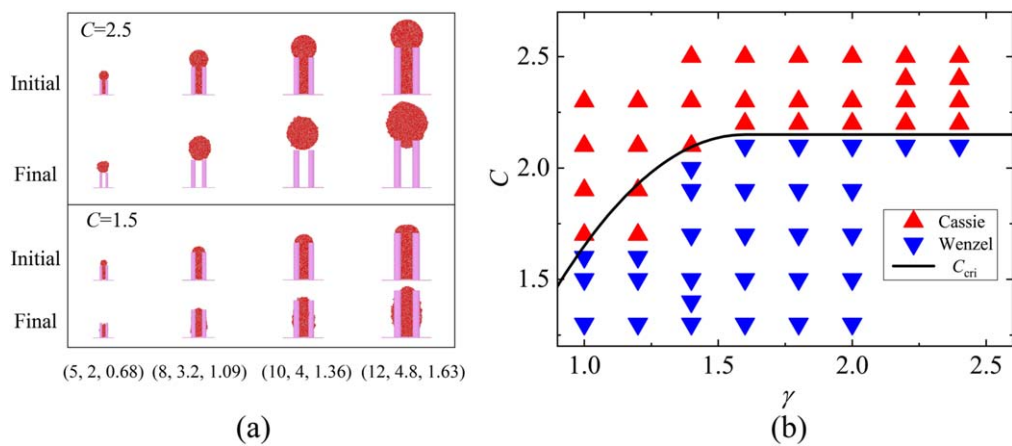 C=2.5
Initial
Final
C=1.5
Initial
Final
(5, 2, 0.68) (8, 3.2, 1.09) (10, 4, 1.36) (12, 4.8, 1.63)
(a)
2.5
2.0
1.5
C
Cassie
Wenzel
C_cri
1.0 1.5 2.0 2.5
γ
(b)